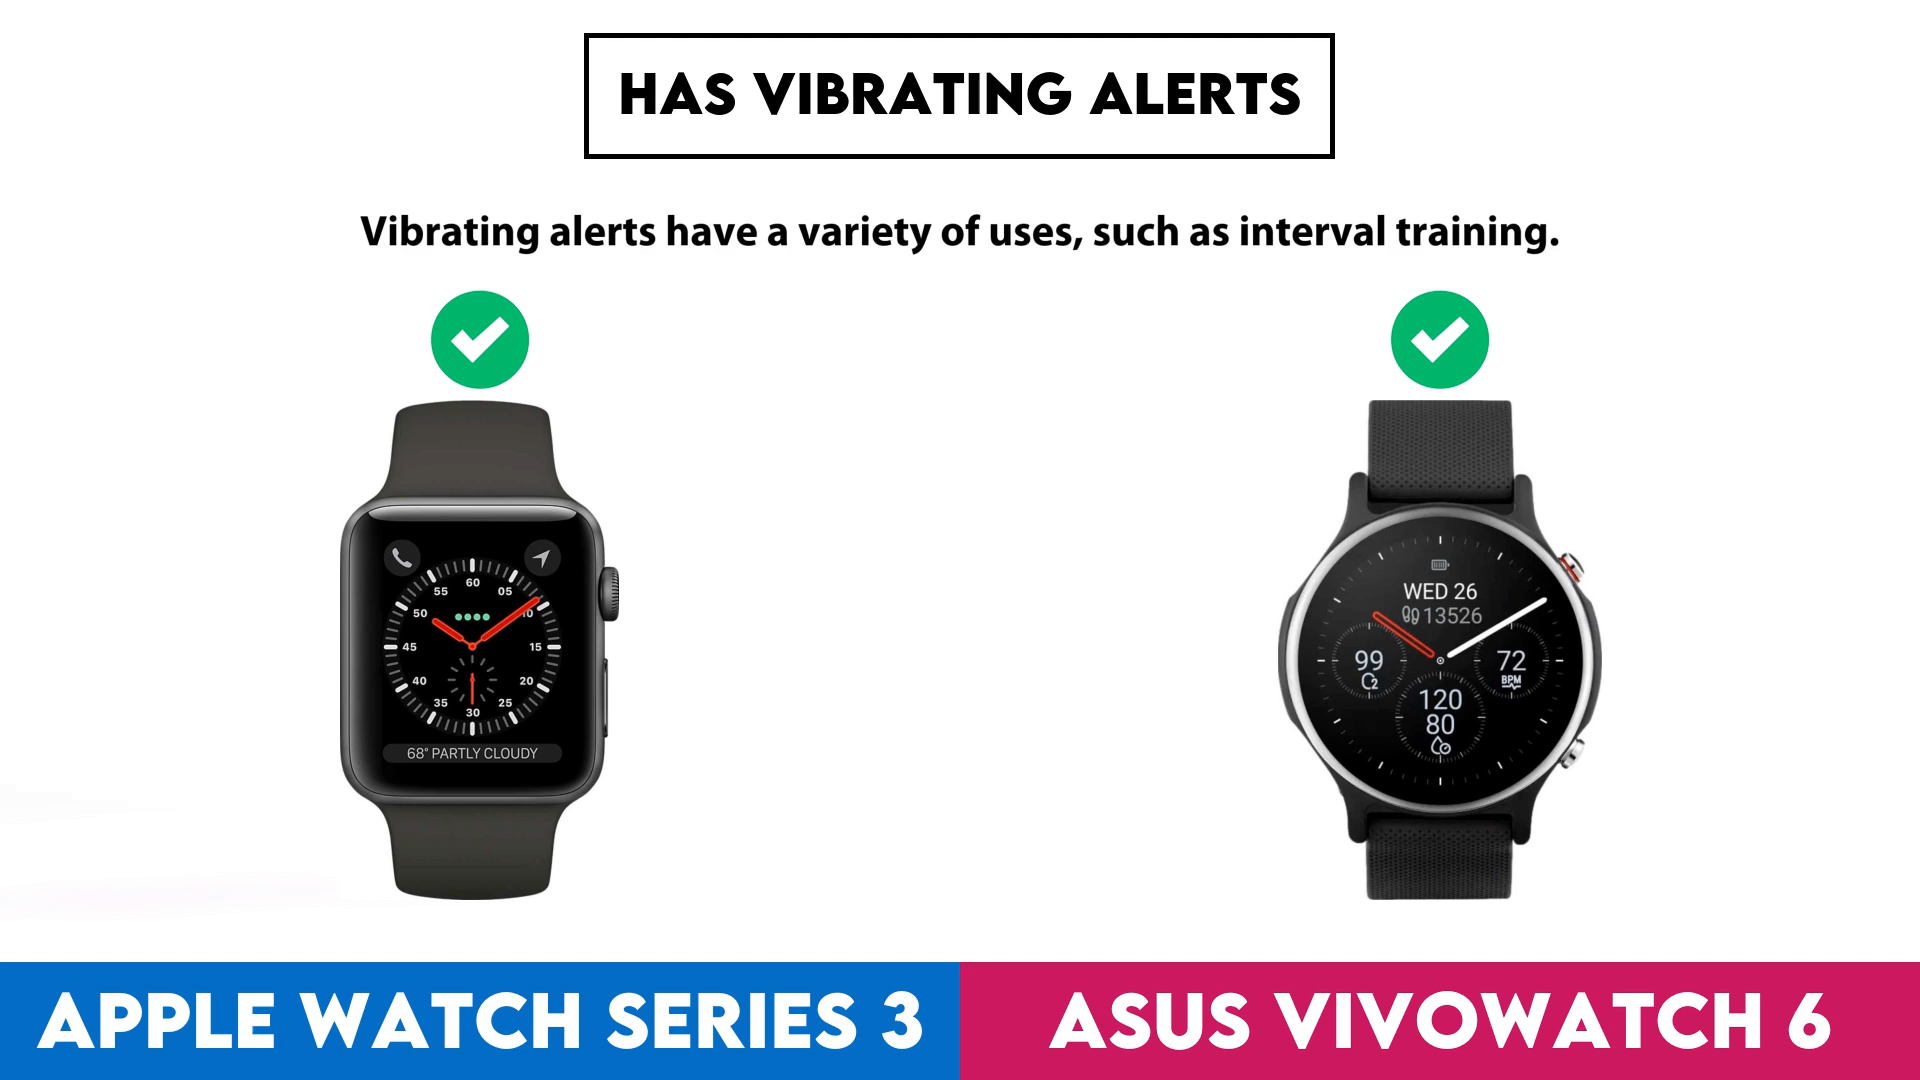 HAS VIBRATING ALERTS
Vibrating alerts have a variety of uses, such as interval training.
60
55
05
50
10
45
15
40
20
35
25
30
68° PARTLY CLOUDY
WED 26
13526
99
O2
72
BPM
120
80
APPLE WATCH SERIES 3
ASUS VIVOWATCH 6